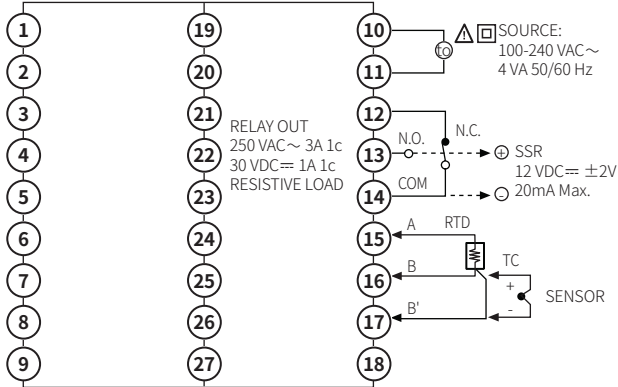 1
19
10
SOURCE:
100-240 VAC～
4 VA 50/60 Hz
to
2
20
11
3
21
12
RELAY OUT
250 VAC～ 3A 1c
30 VDC⎓ 1A 1c
RESISTIVE LOAD
N.O.
N.C.
4
22
13
+ SSR
12 VDC⎓ ±2V
20mA Max.
5
23
14
COM
-
6
24
15
A
RTD
7
25
16
B
TC
+
-
SENSOR
8
26
17
B'
9
27
18